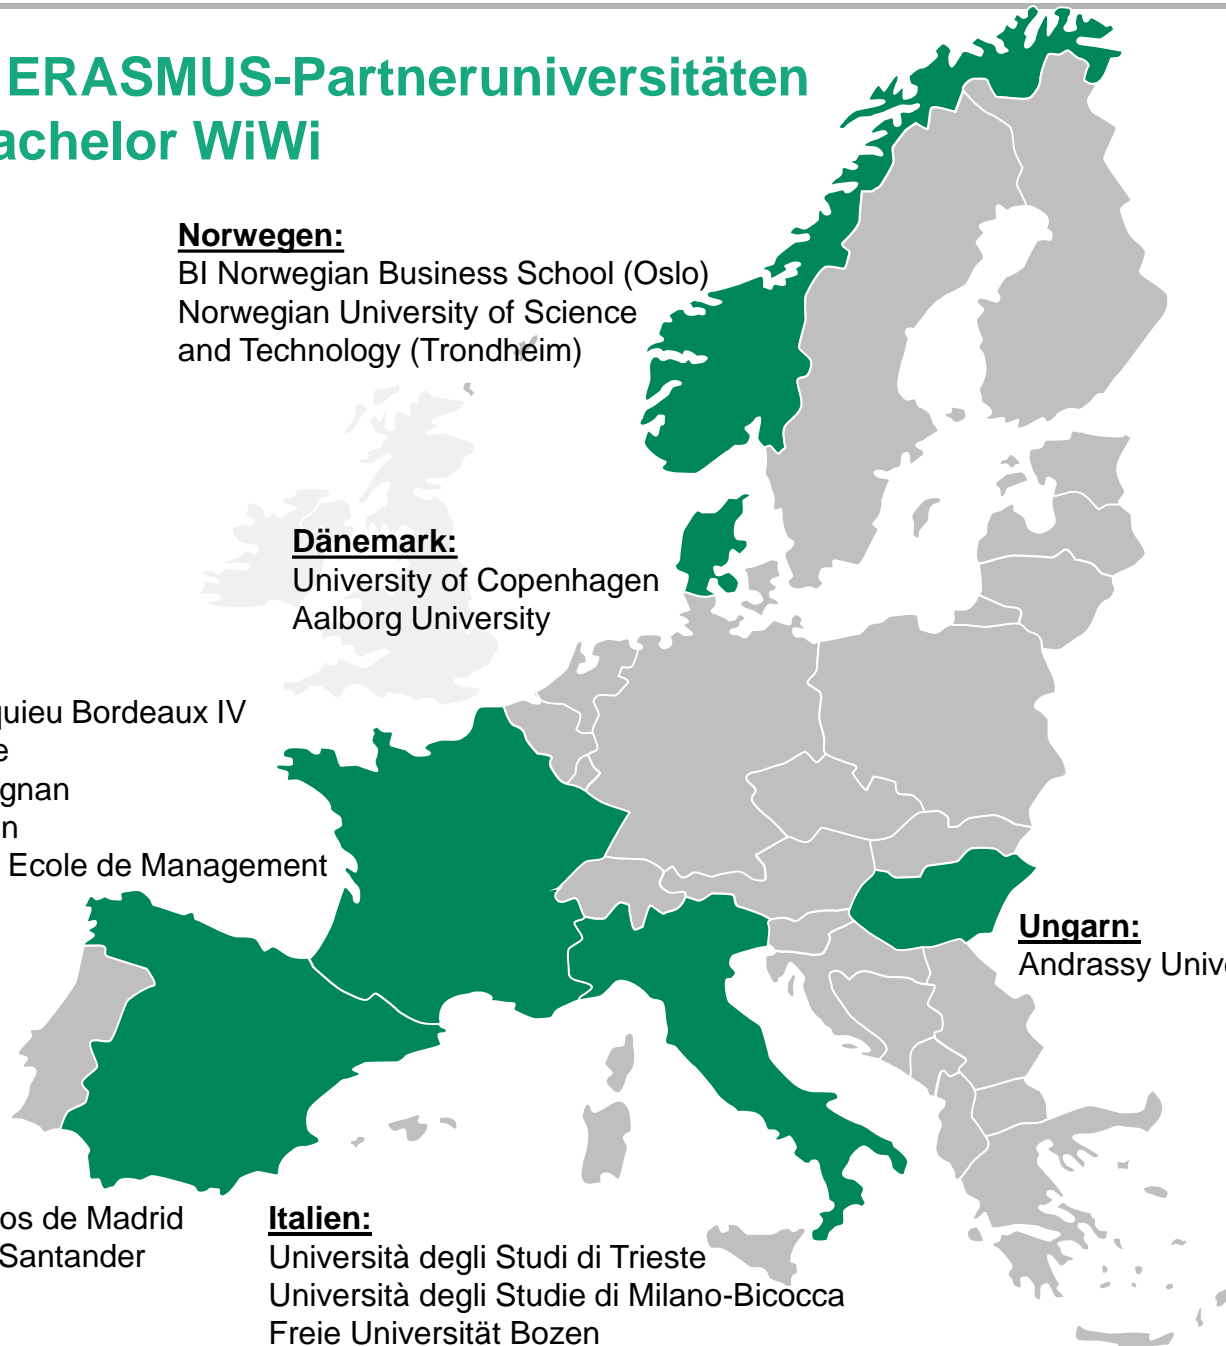 ERASMUS-Partneruniversitäten
achelor WiWi
Norwegen:
BI Norwegian Business School (Oslo)
Norwegian University of Science
and Technology (Trondheim)
Dänemark:
University of Copenhagen
Aalborg University
quieu Bordeaux IV
e
gnan
n
Ecole de Management
Ungarn:
Andrassy Unive
os de Madrid
Santander
Italien:
Università degli Studi di Trieste
Università degli Studie di Milano-Bicocca
Freie Universität Bozen